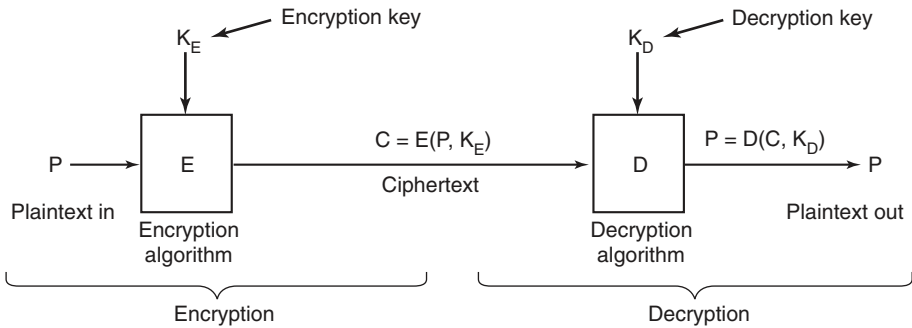 Encryption key
Decryption key
K_E
K_D
C = E(P, K_E)
P = D(C, K_D)
P
E
D
P
Ciphertext
Plaintext in
Plaintext out
Encryption
algorithm
Decryption
algorithm
Encryption
Decryption